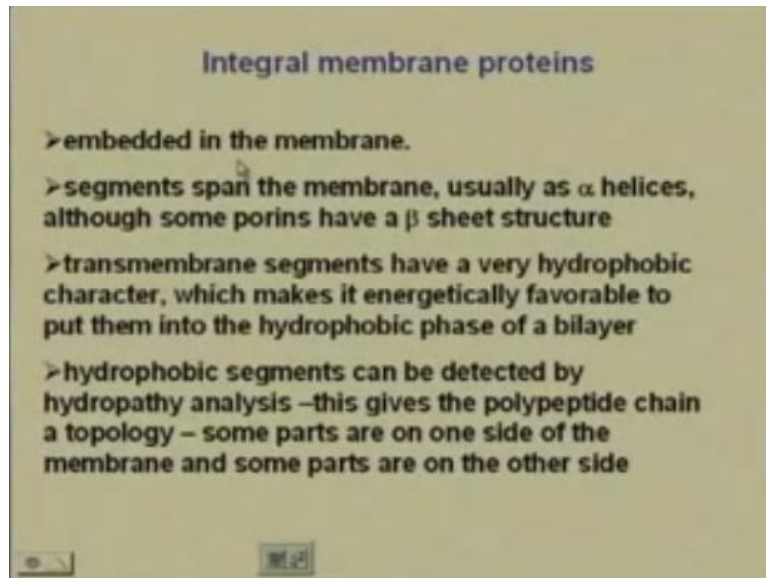 Integral membrane proteins
➢embedded in the membrane.
➢segments span the membrane, usually as α helices,
although some porins have a β sheet structure
➢transmembrane segments have a very hydrophobic
character, which makes it energetically favorable to
put them into the hydrophobic phase of a bilayer
➢hydrophobic segments can be detected by
hydropathy analysis –this gives the polypeptide chain
a topology – some parts are on one side of the
membrane and some parts are on the other side